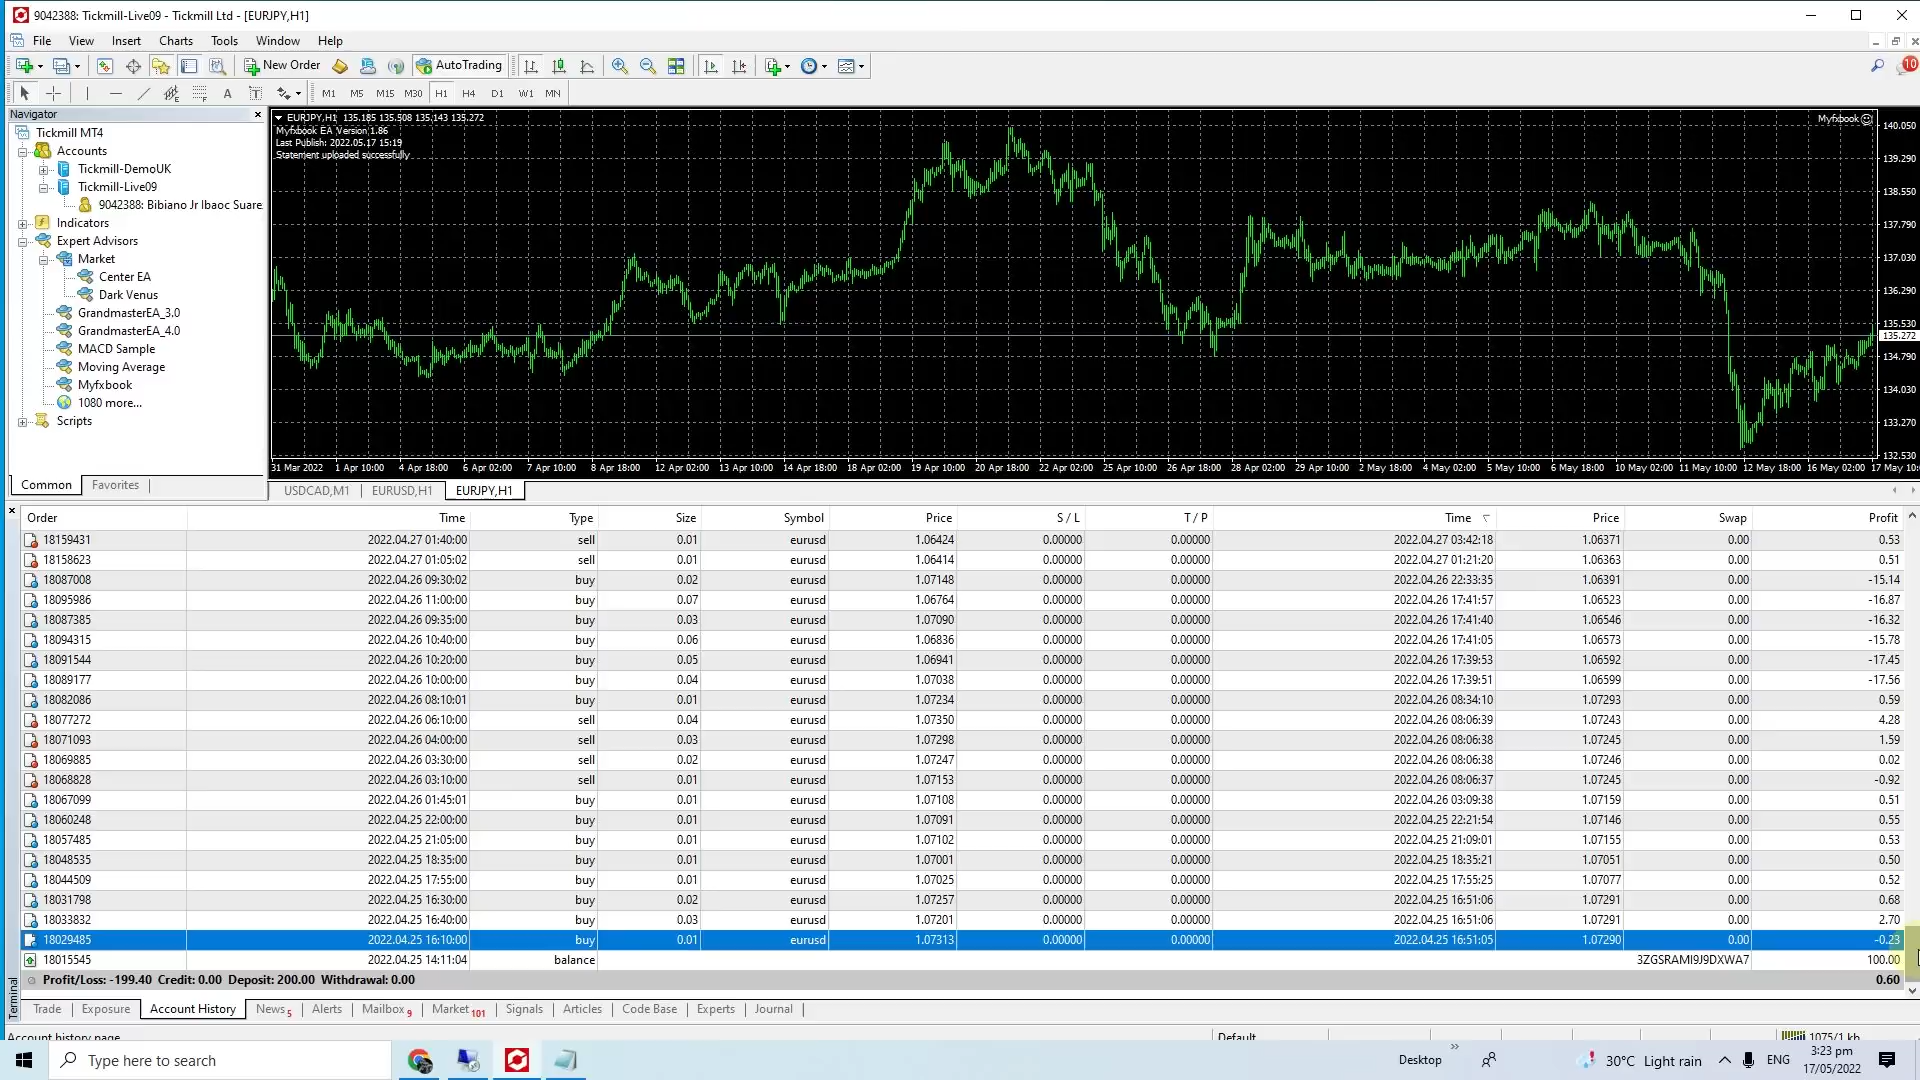 9042388: Tickmill-Live09 - Tickmill Ltd - [EURJPY,H1]
File View Insert Charts Tools Window Help
New Order AutoTrading 10
A T M1 M5 M15 M30 H1 H4 D1 W1 MN
Navigator
Tickmill MT4
Accounts
Tickmill-DemoUK
Tickmill-Live09
9042388: Bibiano Jr Ibaoc Suare
Indicators
Expert Advisors
Market
Center EA
Dark Venus
GrandmasterEA_3.0
GrandmasterEA_4.0
MACD Sample
Moving Average
Myfxbook
1080 more...
Scripts
Common Favorites
EURJPY,H1 135.185 135.508 135.143 135.272
Myfxbook EA Version 1.86
Last Publish: 2022.05.17 15:19
Statement uploaded successfully
Myfxbook
140.050
139.290
138.550
137.790
137.030
136.290
135.530
135.272
134.790
134.030
133.270
132.530
31 Mar 2022 1 Apr 10:00 4 Apr 18:00 6 Apr 02:00 7 Apr 10:00 8 Apr 18:00 12 Apr 02:00 13 Apr 10:00 14 Apr 18:00 18 Apr 02:00 19 Apr 10:00 20 Apr 18:00 22 Apr 02:00 25 Apr 10:00 26 Apr 18:00 28 Apr 02:00 29 Apr 10:00 2 May 18:00 4 May 02:00 5 May 10:00 6 May 18:00 10 May 02:00 11 May 10:00 12 May 18:00 16 May 02:00 17 May 10:
USDCAD,M1 EURUSD,H1 EURJPY,H1
Order Time Type Size Symbol Price S / L T / P Time Price Swap Profit
18159431 2022.04.27 01:40:00 sell 0.01 eurusd 1.06424 0.00000 0.00000 2022.04.27 03:42:18 1.06371 0.00 0.53
18158623 2022.04.27 01:05:02 sell 0.01 eurusd 1.06414 0.00000 0.00000 2022.04.27 01:21:20 1.06363 0.00 0.51
18087008 2022.04.26 09:30:02 buy 0.02 eurusd 1.07148 0.00000 0.00000 2022.04.26 22:33:35 1.06391 0.00 -15.14
18095986 2022.04.26 11:00:00 buy 0.07 eurusd 1.06764 0.00000 0.00000 2022.04.26 17:41:57 1.06523 0.00 -16.87
18087385 2022.04.26 09:35:00 buy 0.03 eurusd 1.07090 0.00000 0.00000 2022.04.26 17:41:40 1.06546 0.00 -16.32
18094315 2022.04.26 10:40:00 buy 0.06 eurusd 1.06836 0.00000 0.00000 2022.04.26 17:41:05 1.06573 0.00 -15.78
18091544 2022.04.26 10:20:00 buy 0.05 eurusd 1.06941 0.00000 0.00000 2022.04.26 17:39:53 1.06592 0.00 -17.45
18089177 2022.04.26 10:00:00 buy 0.04 eurusd 1.07038 0.00000 0.00000 2022.04.26 17:39:51 1.06599 0.00 -17.56
18082086 2022.04.26 08:10:01 buy 0.01 eurusd 1.07234 0.00000 0.00000 2022.04.26 08:34:10 1.07293 0.00 0.59
18077272 2022.04.26 06:10:00 sell 0.04 eurusd 1.07350 0.00000 0.00000 2022.04.26 08:06:39 1.07243 0.00 4.28
18071093 2022.04.26 04:00:00 sell 0.03 eurusd 1.07298 0.00000 0.00000 2022.04.26 08:06:38 1.07245 0.00 1.59
18069885 2022.04.26 03:30:00 sell 0.02 eurusd 1.07247 0.00000 0.00000 2022.04.26 08:06:38 1.07246 0.00 0.02
18068828 2022.04.26 03:10:00 sell 0.01 eurusd 1.07153 0.00000 0.00000 2022.04.26 08:06:37 1.07245 0.00 -0.92
18067099 2022.04.26 01:45:01 buy 0.01 eurusd 1.07108 0.00000 0.00000 2022.04.26 03:09:38 1.07159 0.00 0.51
18060248 2022.04.25 22:00:00 buy 0.01 eurusd 1.07091 0.00000 0.00000 2022.04.25 22:21:54 1.07146 0.00 0.55
18057485 2022.04.25 21:05:00 buy 0.01 eurusd 1.07102 0.00000 0.00000 2022.04.25 21:09:01 1.07155 0.00 0.53
18048535 2022.04.25 18:35:00 buy 0.01 eurusd 1.07001 0.00000 0.00000 2022.04.25 18:35:21 1.07051 0.00 0.50
18044509 2022.04.25 17:55:00 buy 0.01 eurusd 1.07025 0.00000 0.00000 2022.04.25 17:55:25 1.07077 0.00 0.52
18031798 2022.04.25 16:30:00 buy 0.02 eurusd 1.07257 0.00000 0.00000 2022.04.25 16:51:06 1.07291 0.00 0.68
18033832 2022.04.25 16:40:00 buy 0.03 eurusd 1.07201 0.00000 0.00000 2022.04.25 16:51:06 1.07291 0.00 2.70
18029485 2022.04.25 16:10:00 buy 0.01 eurusd 1.07313 0.00000 0.00000 2022.04.25 16:51:05 1.07290 0.00 -0.23
18015545 2022.04.25 14:11:04 balance 3ZGSRAMI9J9DXWA7 100.00
Profit/Loss: -199.40 Credit: 0.00 Deposit: 200.00 Withdrawal: 0.00 0.60
Terminal
Trade Exposure Account History News 5 Alerts Mailbox 9 Market 101 Signals Articles Code Base Experts Journal
Account history page Default 1075/1 kb
Type here to search Desktop 30°C Light rain ENG 3:23 pm
17/05/2022